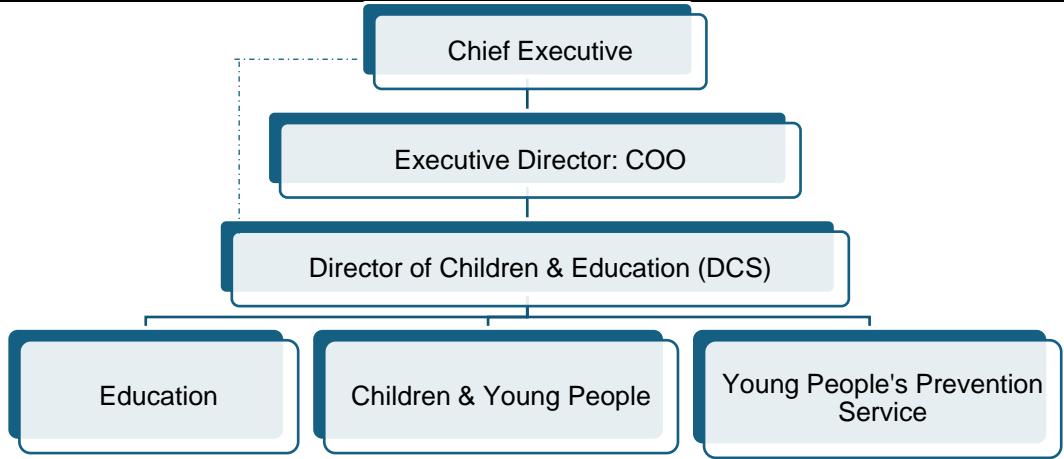 Chief Executive
Executive Director: COO
Director of Children & Education (DCS)
Education
Children & Young People
Young People's Prevention
Service